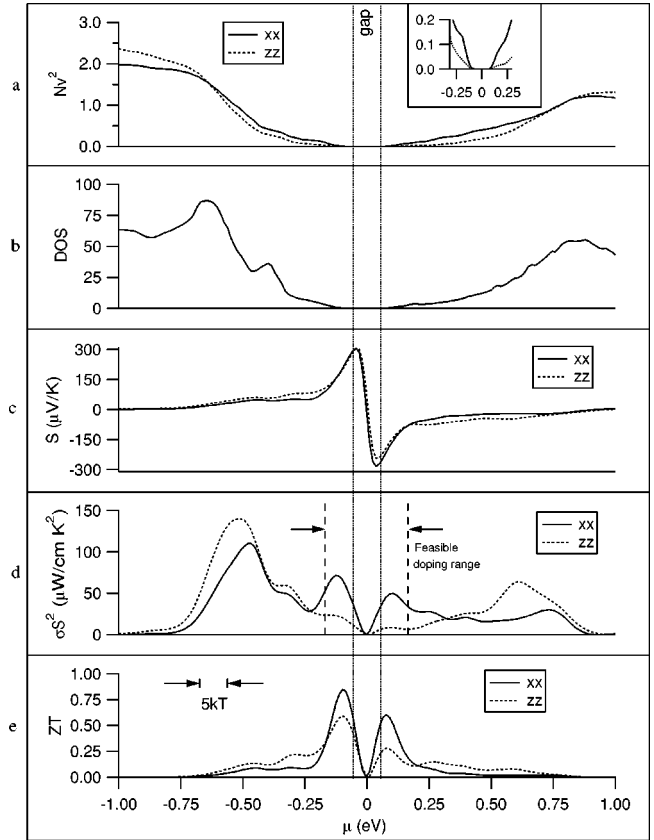 a
Nv²
3.0
2.0
1.0
0.0
xx
zz
gap
0.2
0.1
0.0
-0.25 0 0.25
b
DOS
100
75
50
25
0
c
S (μV/K)
300
150
0
-150
-300
xx
zz
d
σS² (μW/cm K²)
150
100
50
0
Feasible
doping range
xx
zz
e
ZT
1.00
0.75
0.50
0.25
0.00
5kT
xx
zz
-1.00 -0.75 -0.50 -0.25 0 0.25 0.50 0.75 1.00
μ (eV)